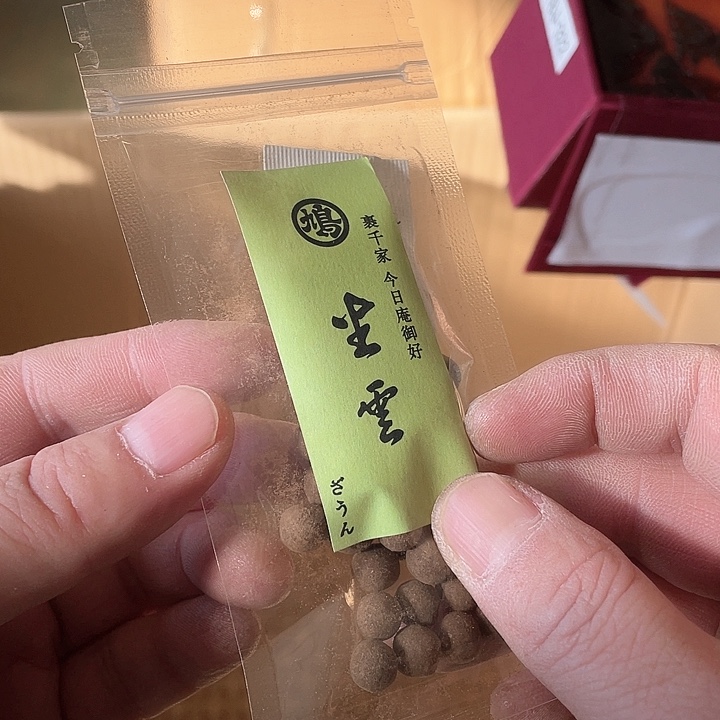 鳩
裏千家 今日庵御好
坐雲
ざうん